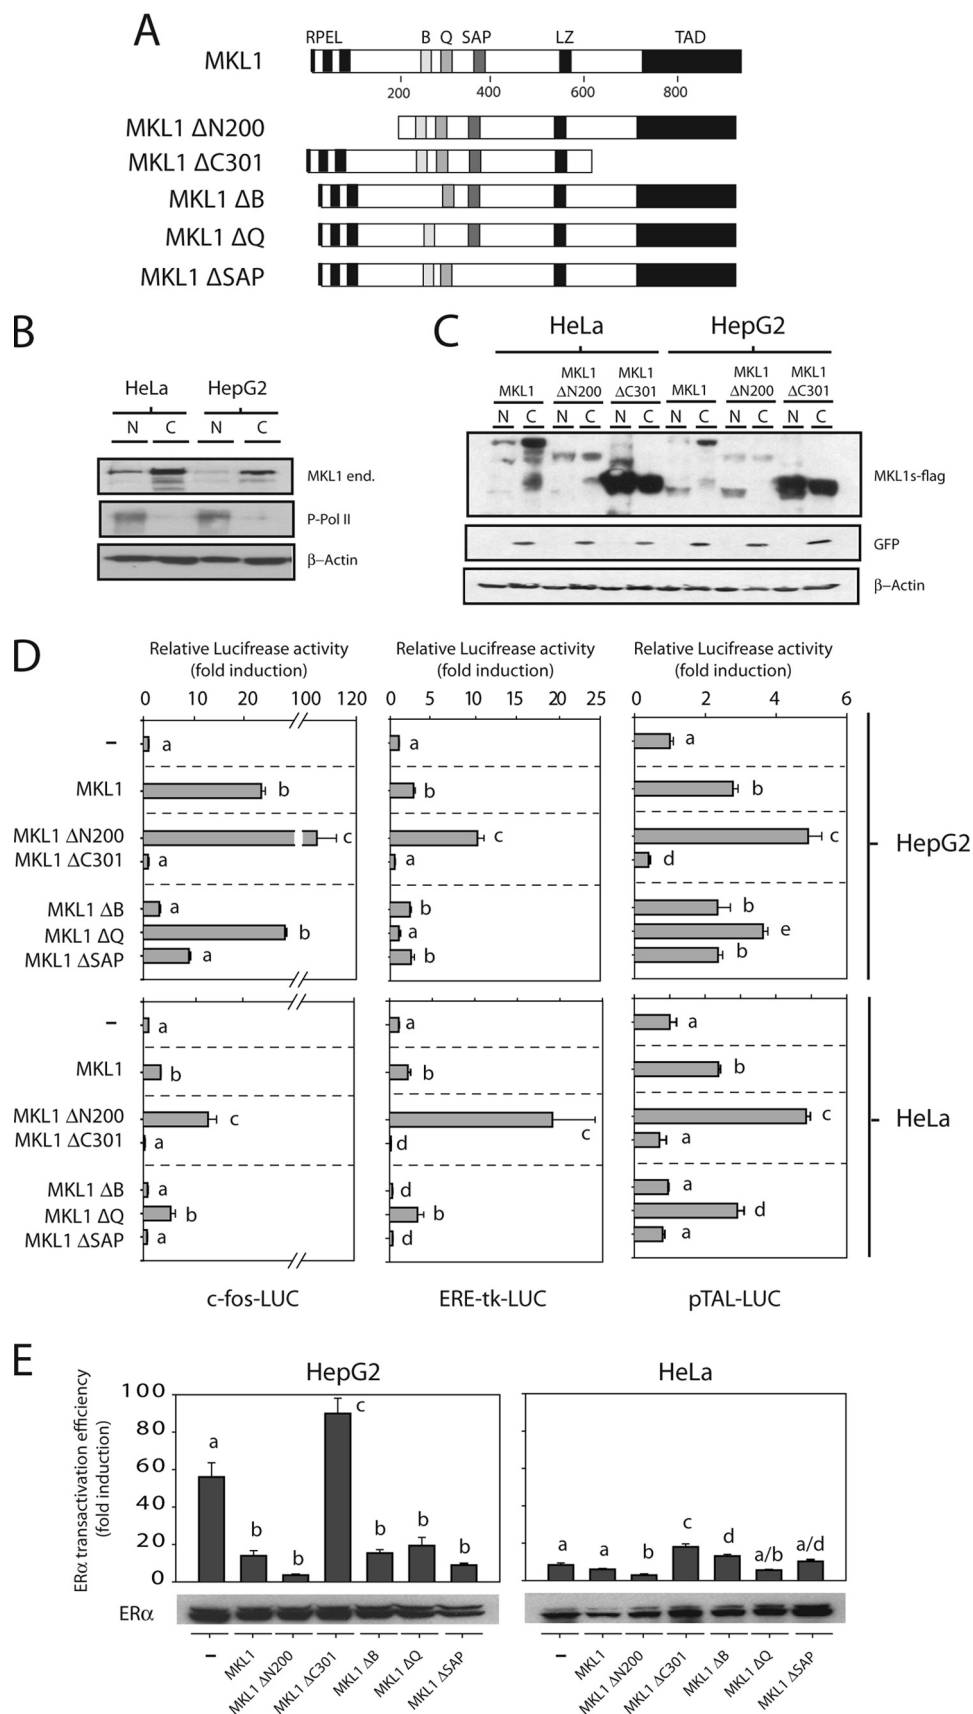 A
RPEL B Q SAP LZ TAD
MKL1
200 400 600 800
MKL1 ΔN200
MKL1 ΔC301
MKL1 ΔB
MKL1 ΔQ
MKL1 ΔSAP
B
HeLa HepG2
N C N C
MKL1 end.
P-Pol II
β–Actin
C
HeLa HepG2
MKL1 MKL1 ΔN200 MKL1 ΔC301 MKL1 MKL1 ΔN200 MKL1 ΔC301
N C N C N C N C N C N C
MKL1s-flag
GFP
β–Actin
D
Relative Lucifrease activity (fold induction)
Relative Lucifrease activity (fold induction)
Relative Lucifrease activity (fold induction)
0 10 20 100 120
0 5 10 15 20 25
0 2 4 6
– a a a
MKL1 b b b
MKL1 ΔN200 c c c
MKL1 ΔC301 a a d
MKL1 ΔB a b b
MKL1 ΔQ b a e
MKL1 ΔSAP a b b
HepG2
– a a a
MKL1 b b b
MKL1 ΔN200 c c c
MKL1 ΔC301 a d a
MKL1 ΔB a d a
MKL1 ΔQ b b d
MKL1 ΔSAP a d a
HeLa
c-fos-LUC ERE-tk-LUC pTAL-LUC
E
HepG2 HeLa
ERα transactivation efficiency
(fold induction)
100
80
60
40
20
0
a b b c b b b
a a b c d a/b a/d
ERα
– MKL1 MKL1 ΔN200 MKL1 ΔC301 MKL1 ΔB MKL1 ΔQ MKL1 ΔSAP
– MKL1 MKL1 ΔN200 MKL1 ΔC301 MKL1 ΔB MKL1 ΔQ MKL1 ΔSAP